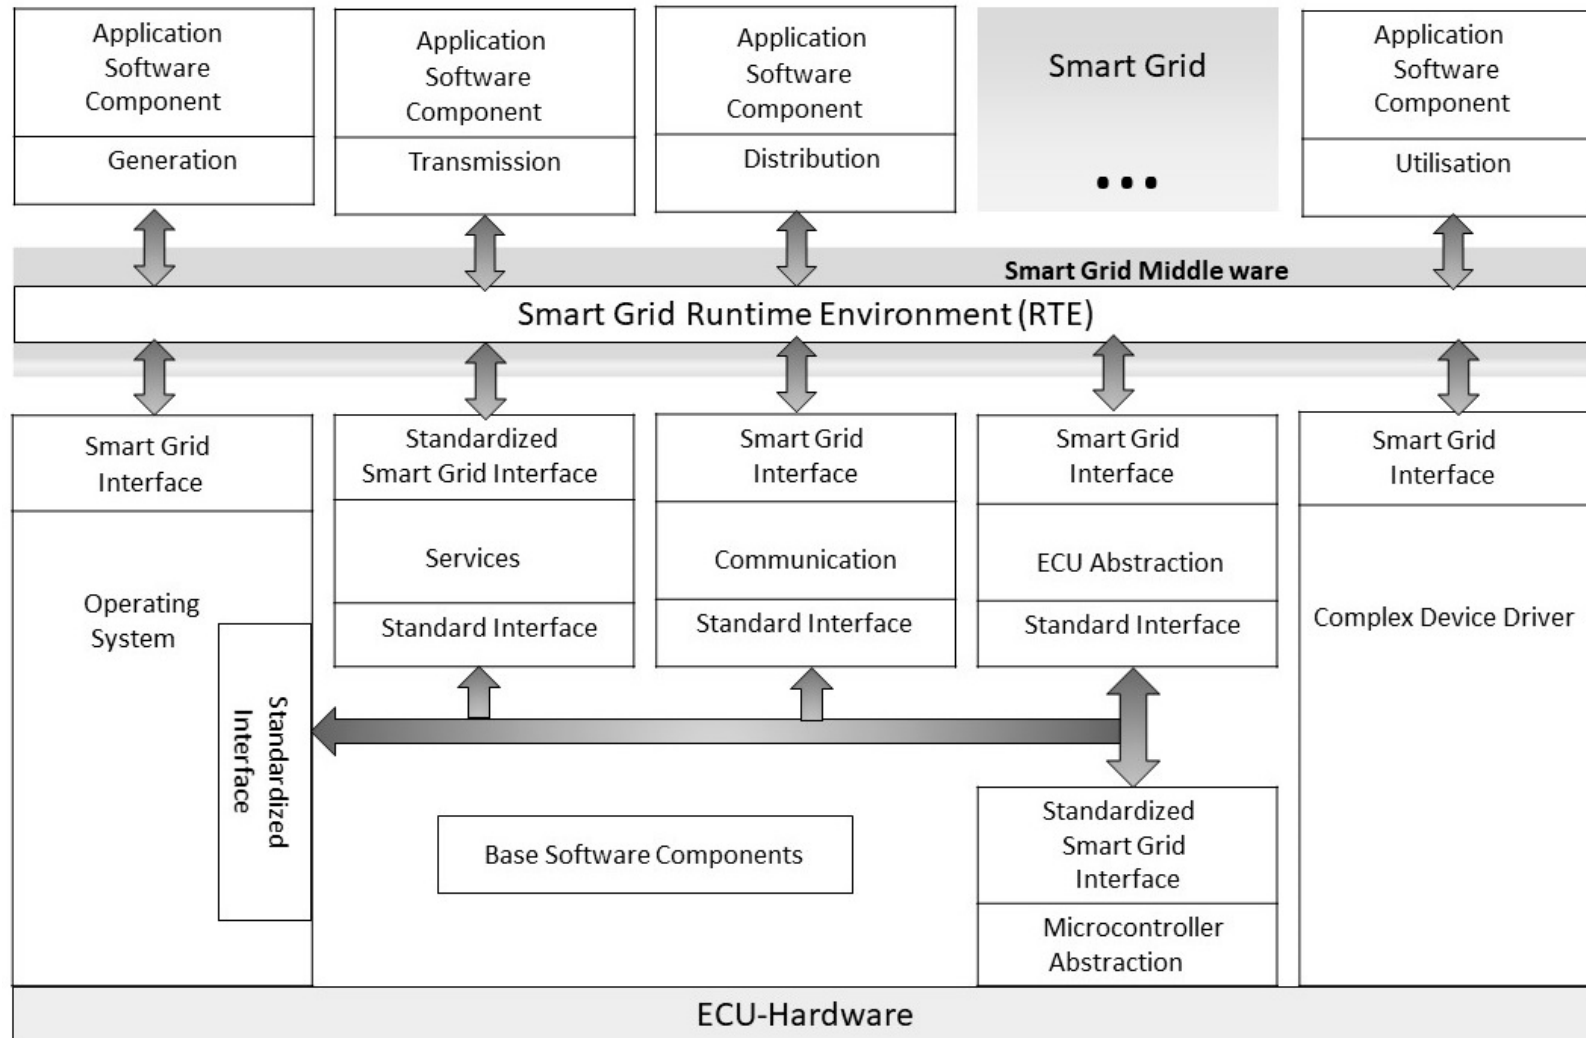 Application
Software
Component
Generation
Application
Software
Component
Transmission
Application
Software
Component
Distribution
Smart Grid
...
Application
Software
Component
Utilisation
Smart Grid Middle ware
Smart Grid Runtime Environment (RTE)
Smart Grid
Interface
Operating
System
Standardized
Interface
Standardized
Smart Grid Interface
Services
Standard Interface
Smart Grid
Interface
Communication
Standard Interface
Smart Grid
Interface
ECU Abstraction
Standard Interface
Smart Grid
Interface
Complex Device Driver
Base Software Components
Standardized
Smart Grid
Interface
Microcontroller
Abstraction
ECU-Hardware